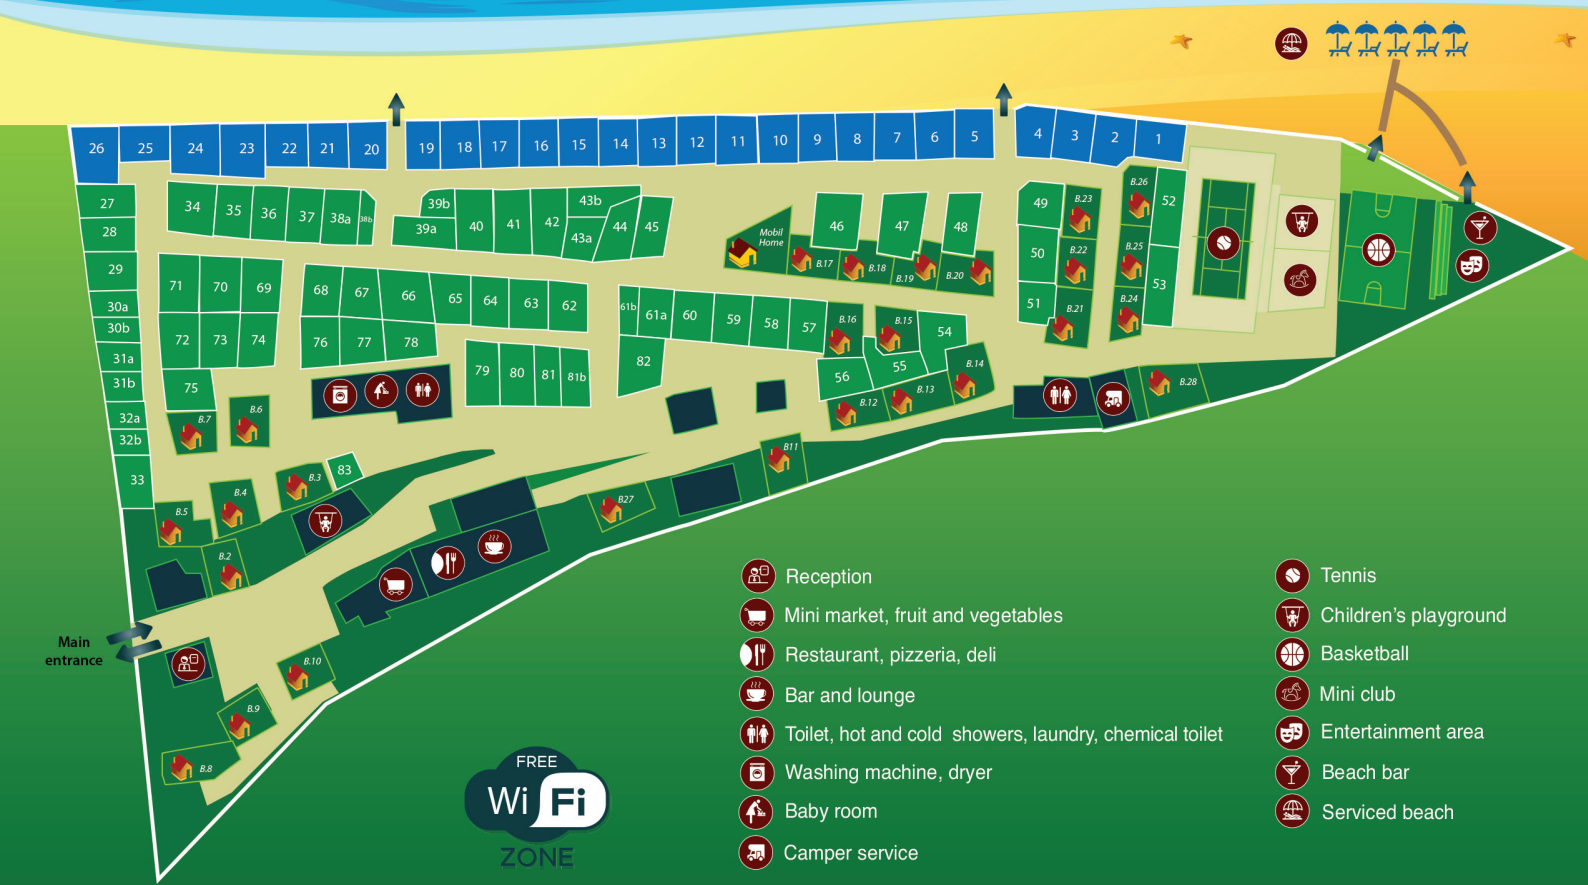 26 25 24 23 22 21 20 19 18 17 16 15 14 13 12 11 10 9 8 7 6 5 4 3 2 1
27
28
29
30a
30b
31a
31b
32a
32b
33
34 35 36 37 38a 38b
39b
39a 40 41 42 43b
43a 44 45
46 47 48
Mobil
Home
B.17 B.18 B.19 B.20
49 B.23
50 B.22
51 B.21
B.26 52
B.25
B.24 53
71 70 69
68 67 66 65 64 63 62
61b 61a 60 59 58 57 B.16 B.15 54
72 73 74
76 77 78
79 80 81 81b
82
56 55 B.14
B.12 B.13
75
B.7 B.6
B.28
83
B.3
B.4
B.5
B.2
B11
B27
Main
entrance
B.10
B.9
B.8
FREE
Wi Fi
ZONE
Reception
Mini market, fruit and vegetables
Restaurant, pizzeria, deli
Bar and lounge
Toilet, hot and cold showers, laundry, chemical toilet
Washing machine, dryer
Baby room
Camper service
Tennis
Children's playground
Basketball
Mini club
Entertainment area
Beach bar
Serviced beach